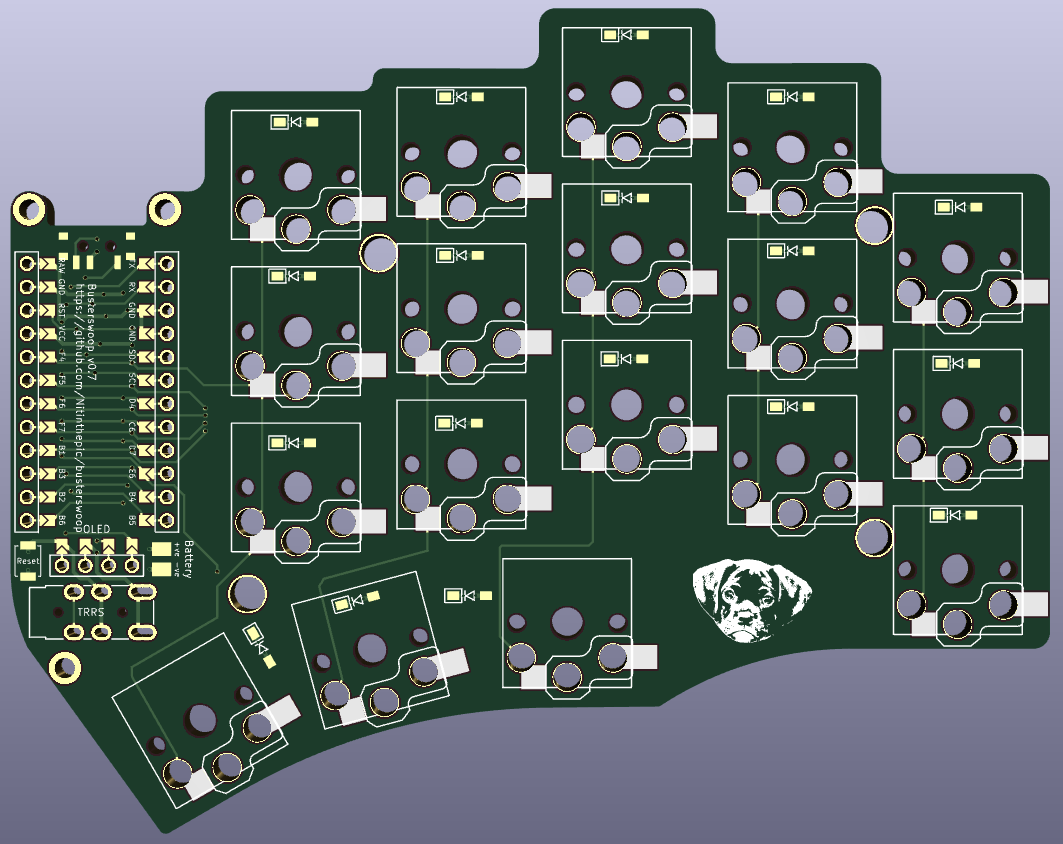 RAW
GND
RST
VCC
F4
F5
F6
F7
B1
B3
B2
B6
Busterswoop v0.7
https://github.com/Nitinthepic/busterswoop
TX
RX
GND
GND
SDA
SCL
D4
C6
D7
E6
B4
B5
OLED
Battery
+ve -ve
Reset
TRRS